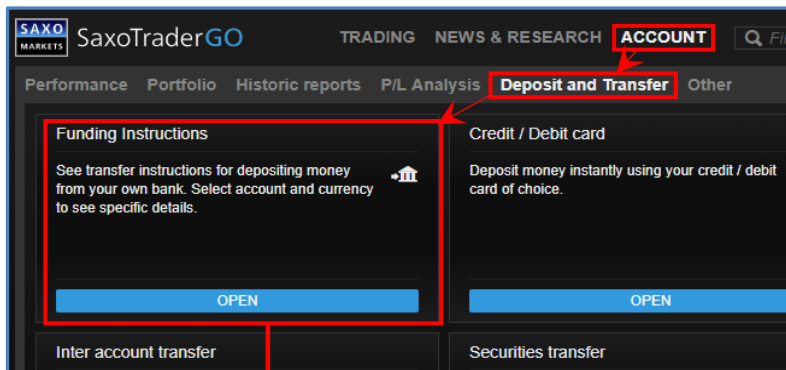 SAXO
MARKETS
SaxoTraderGO
TRADING NEWS & RESEARCH ACCOUNT
Performance Portfolio Historic reports P/L Analysis Deposit and Transfer Other
Funding Instructions
See transfer instructions for depositing money
from your own bank. Select account and currency
to see specific details.
OPEN
Credit / Debit card
Deposit money instantly using your credit / debit
card of choice.
OPEN
Inter account transfer
Securities transfer